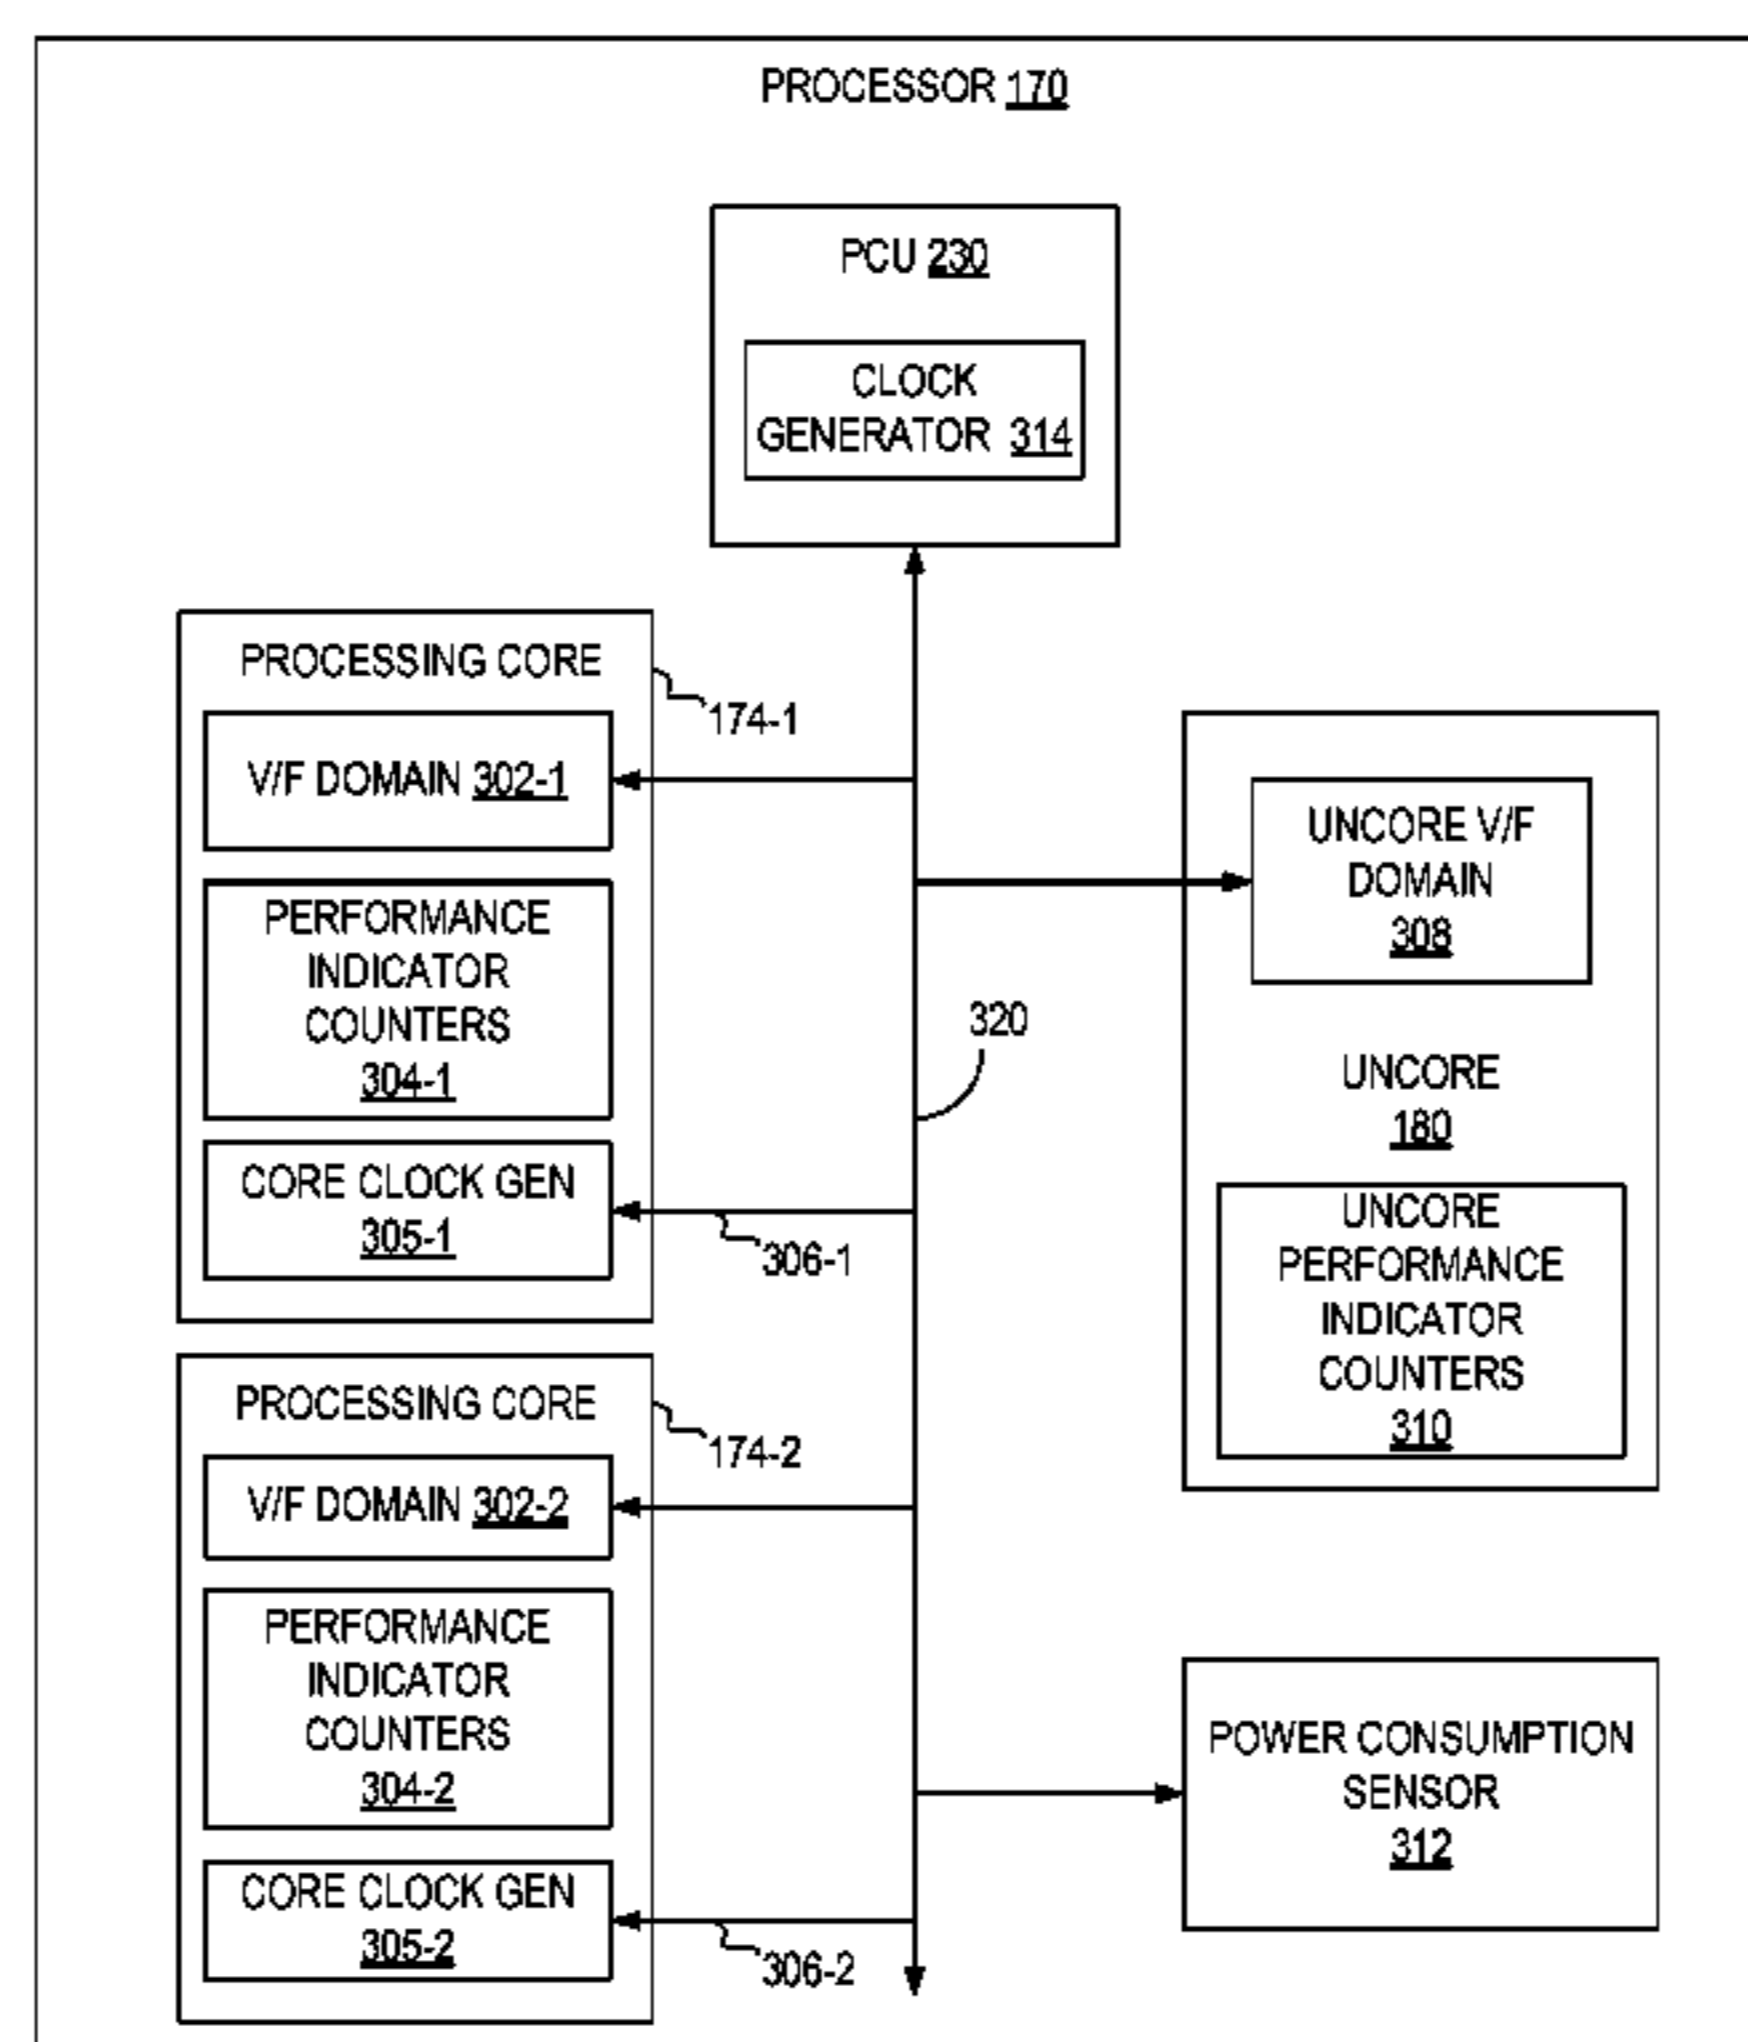 PROCESSOR 170
PCU 230
CLOCK
GENERATOR 314
PROCESSING CORE
174-1
V/F DOMAIN 302-1
PERFORMANCE
INDICATOR
COUNTERS
304-1
CORE CLOCK GEN
305-1
306-1
PROCESSING CORE
174-2
V/F DOMAIN 302-2
PERFORMANCE
INDICATOR
COUNTERS
304-2
CORE CLOCK GEN
305-2
306-2
320
UNCORE V/F
DOMAIN
308
UNCORE
180
UNCORE
PERFORMANCE
INDICATOR
COUNTERS
310
POWER CONSUMPTION
SENSOR
312